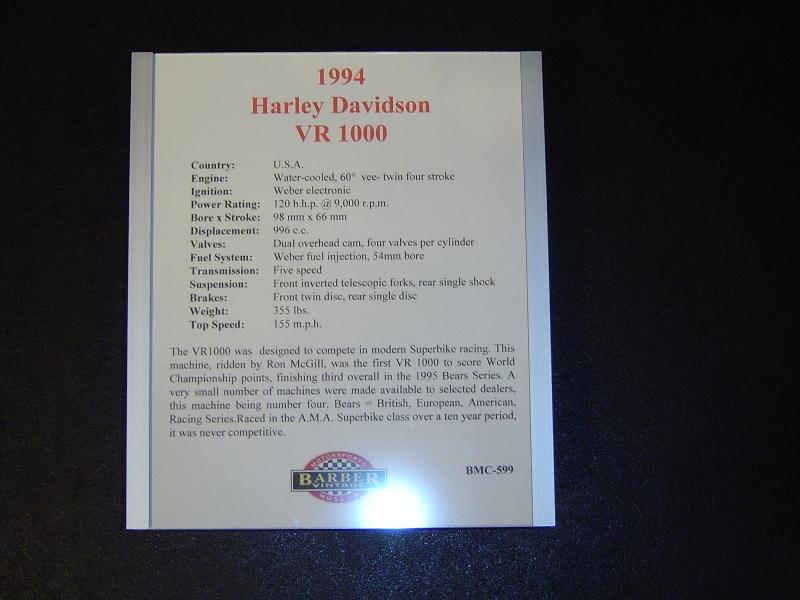 1994
Harley Davidson
VR 1000
Country: U.S.A.
Engine: Water-cooled, 60° vee- twin four stroke
Ignition: Weber electronic
Power Rating: 120 b.h.p. @ 9,000 r.p.m.
Bore x Stroke: 98 mm x 66 mm
Displacement: 996 c.c.
Valves: Dual overhead cam, four valves per cylinder
Fuel System: Weber fuel injection, 54mm bore
Transmission: Five speed
Suspension: Front inverted telescopic forks, rear single shock
Brakes: Front twin disc, rear single disc
Weight: 355 lbs.
Top Speed: 155 m.p.h.
The VR1000 was designed to compete in modern Superbike racing. This
machine, ridden by Ron McGill, was the first VR 1000 to score World
Championship points, finishing third overall in the 1995 Bears Series. A
very small number of machines were made available to selected dealers,
this machine being number four. Bears = British, European, American,
Racing Series.Raced in the A.M.A. Superbike class over a ten year period,
it was never competitive.
MOTORSPORTS
BARBER
VINTAGE
MUSEUM
BMC-599